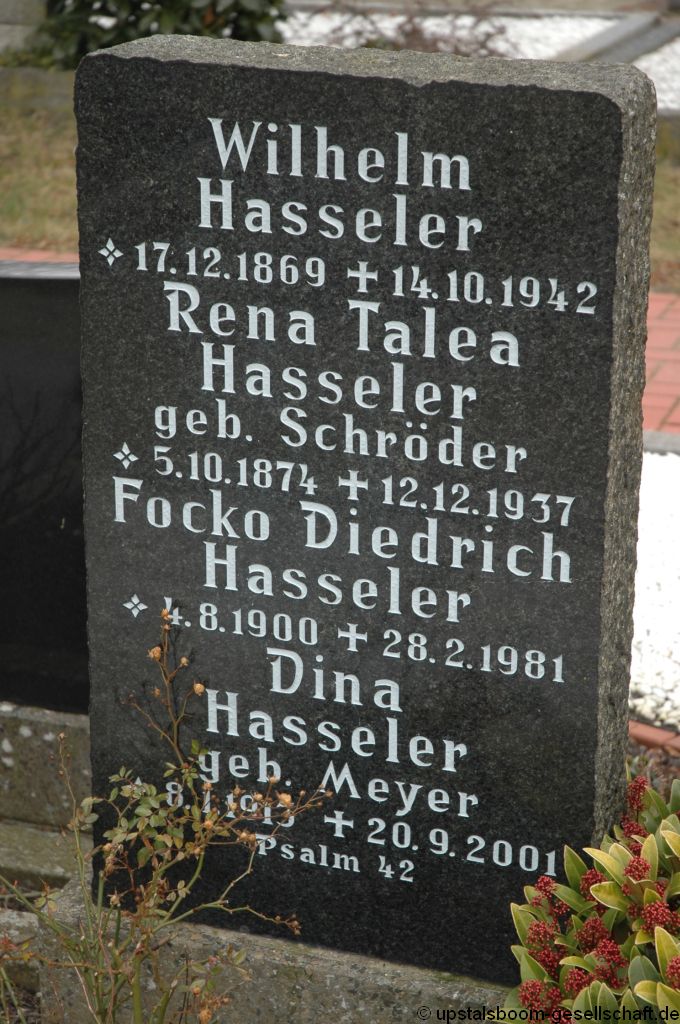 Wilhelm
Hasseler
17.12.1869 ✝ 14.10.1942
Rena Talea
Hasseler
geb. Schröder
5.10.1874 ✝ 12.12.1937
Focko Diedrich
Hasseler
4.8.1900 ✝ 28.2.1981
Dina
Hasseler
geb. Meyer
✝ 20.9.2001
Psalm 42
© upstalsboom-gesellschaft.de